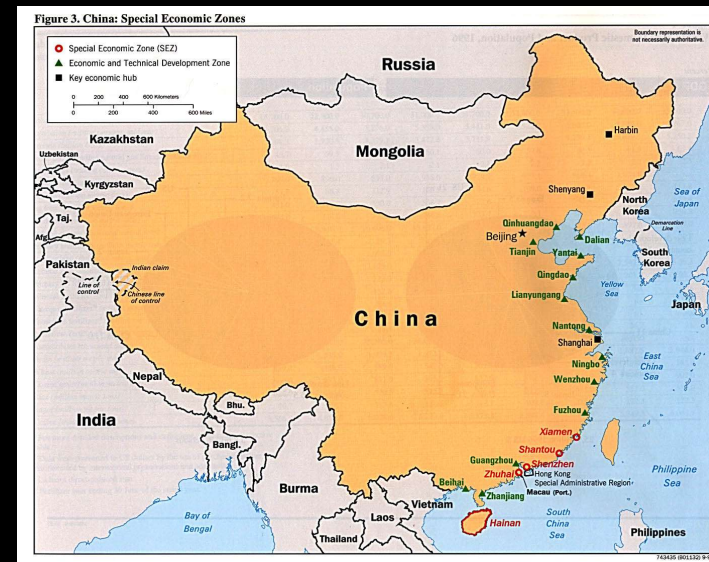 Figure 3. China: Special Economic Zones
Boundary representation is
not necessarily authoritative.
Special Economic Zone (SEZ)
Economic and Technical Development Zone
Key economic hub
0 200 400 600 Kilometers
0 200 400 600 Miles
Russia
Kazakhstan
Mongolia
Harbin
Uzbekistan
Kyrgyzstan
Shenyang
North
Korea
Sea of
Japan
Taj.
Qinhuangdao
Demarcation
Line
Beijing
Dalian
Afg.
Tianjin
Yantai
South
Korea
Pakistan
Indian claim
Qingdao
Line of
control
Chinese line
of control
Yellow
Sea
Lianyungang
Japan
China
Nantong
Shanghai
Ningbo
East
China
Sea
Nepal
Wenzhou
Bhu.
Fuzhou
India
Xiamen
Bangl.
Shantou
Guangzhou
Shenzhen
Zhuhai
Hong Kong
Special Administrative Region
Philippine
Sea
Burma
Beihai
Macau (Port.)
Zhanjiang
Vietnam
Bay of
Bengal
Laos
Hainan
South
China
Sea
Thailand
Philippines